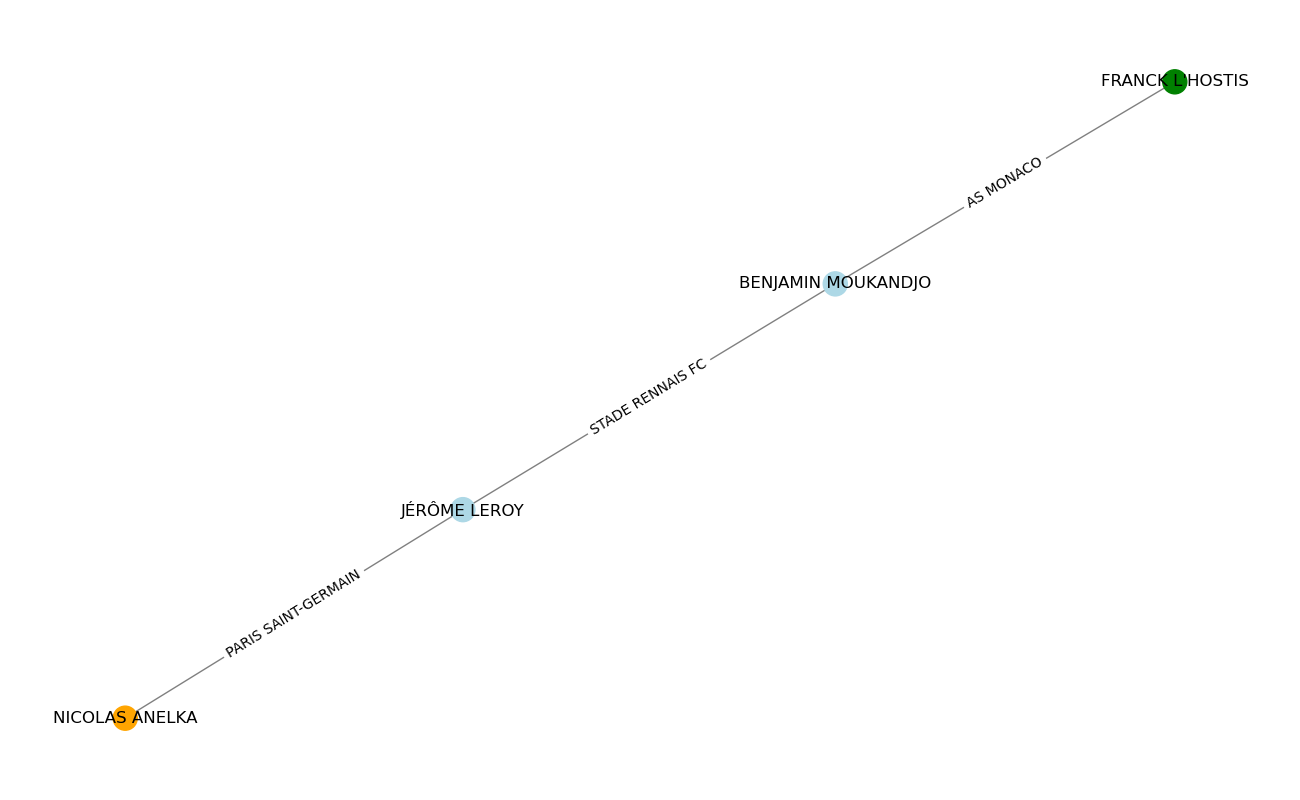 FRANCK L'HOSTIS
AS MONACO
BENJAMIN MOUKANDJO
STADE RENNAIS FC
JÉRÔME LEROY
PARIS SAINT-GERMAIN
NICOLAS ANELKA